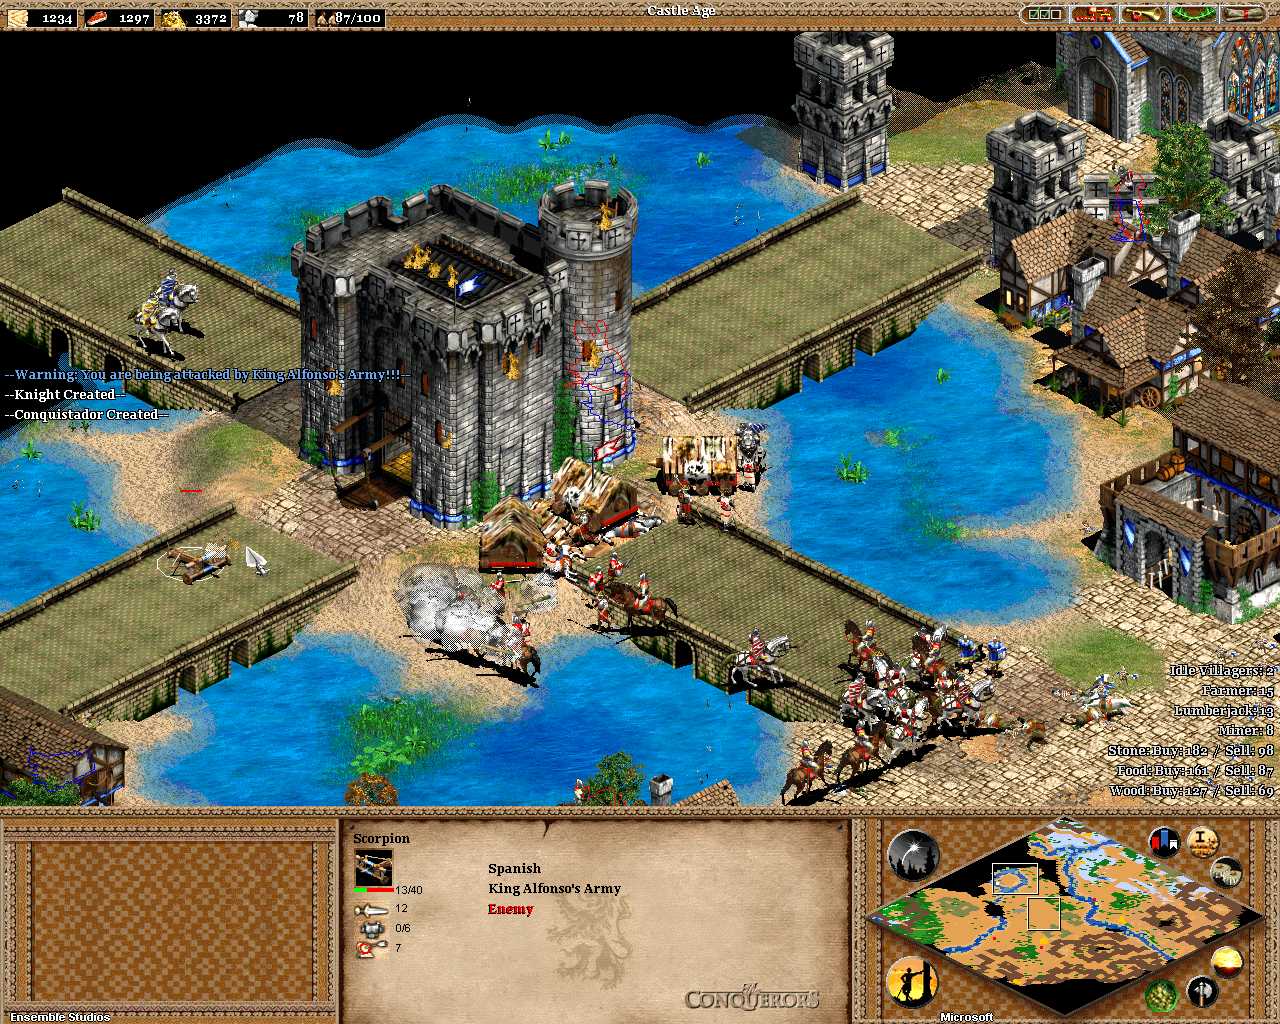 1234 1297 3372 78 87/100
Castle Age
--Warning: You are being attacked by King Alfonso's Army!!!--
--Knight Created--
--Conquistador Created--
Idle Villagers: 2
Farmer: 15
Lumberjack: 13
Miner: 8
Stone: Buy: 182 / Sell: 98
Food: Buy: 161 / Sell: 87
Wood: Buy: 127 / Sell: 69
Scorpion
13/40
12
0/6
7
Spanish
King Alfonso's Army
Enemy
The
CONQUERORS
Ensemble Studios
Microsoft